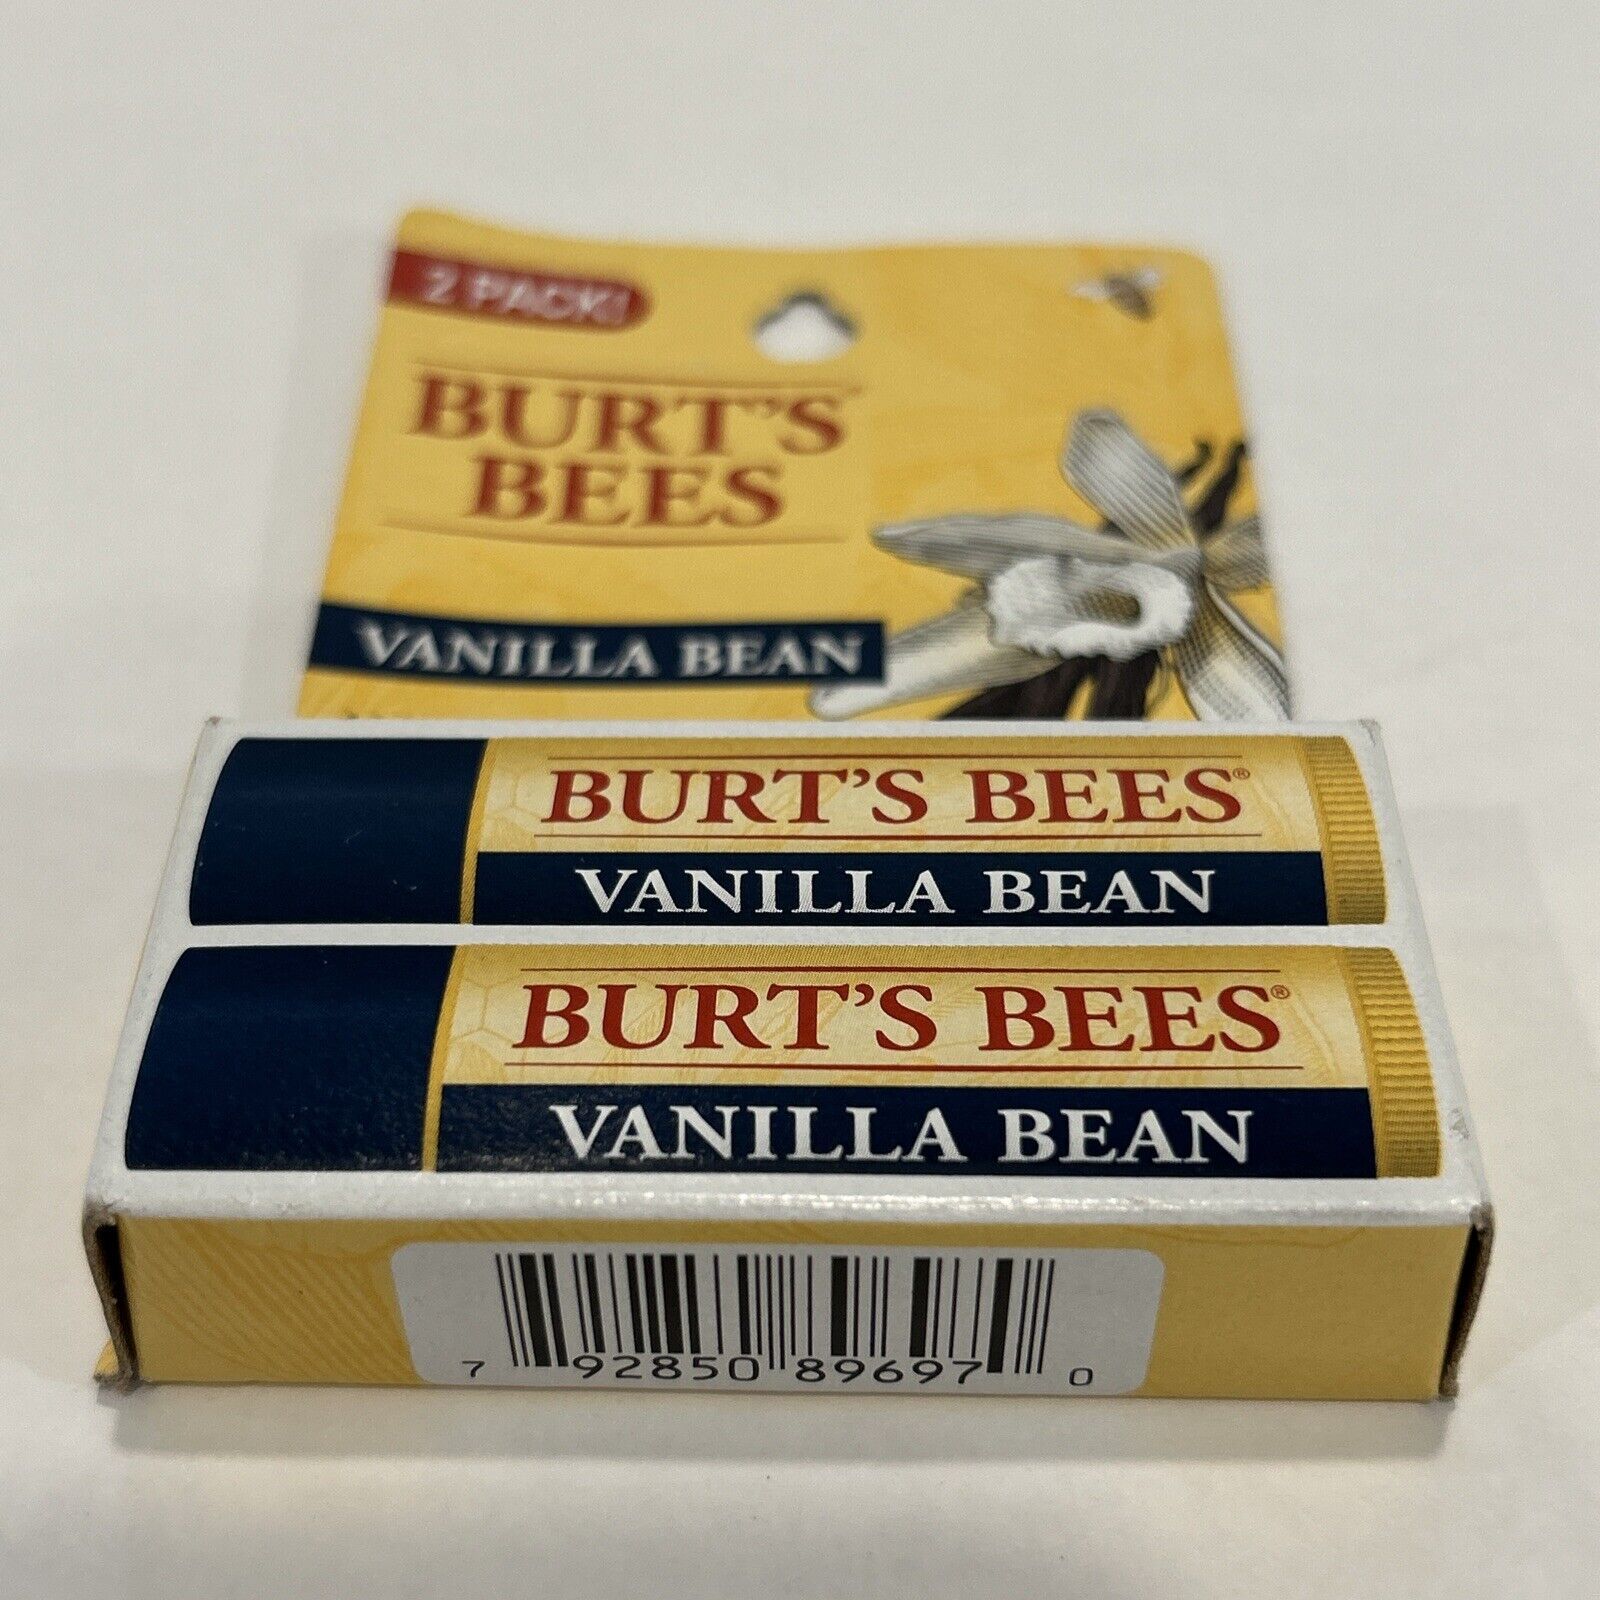 2 PACK!
BURT'S
BEES
VANILLA BEAN
BURT'S BEES®
VANILLA BEAN
BURT'S BEES®
VANILLA BEAN
7 92850 89697 0